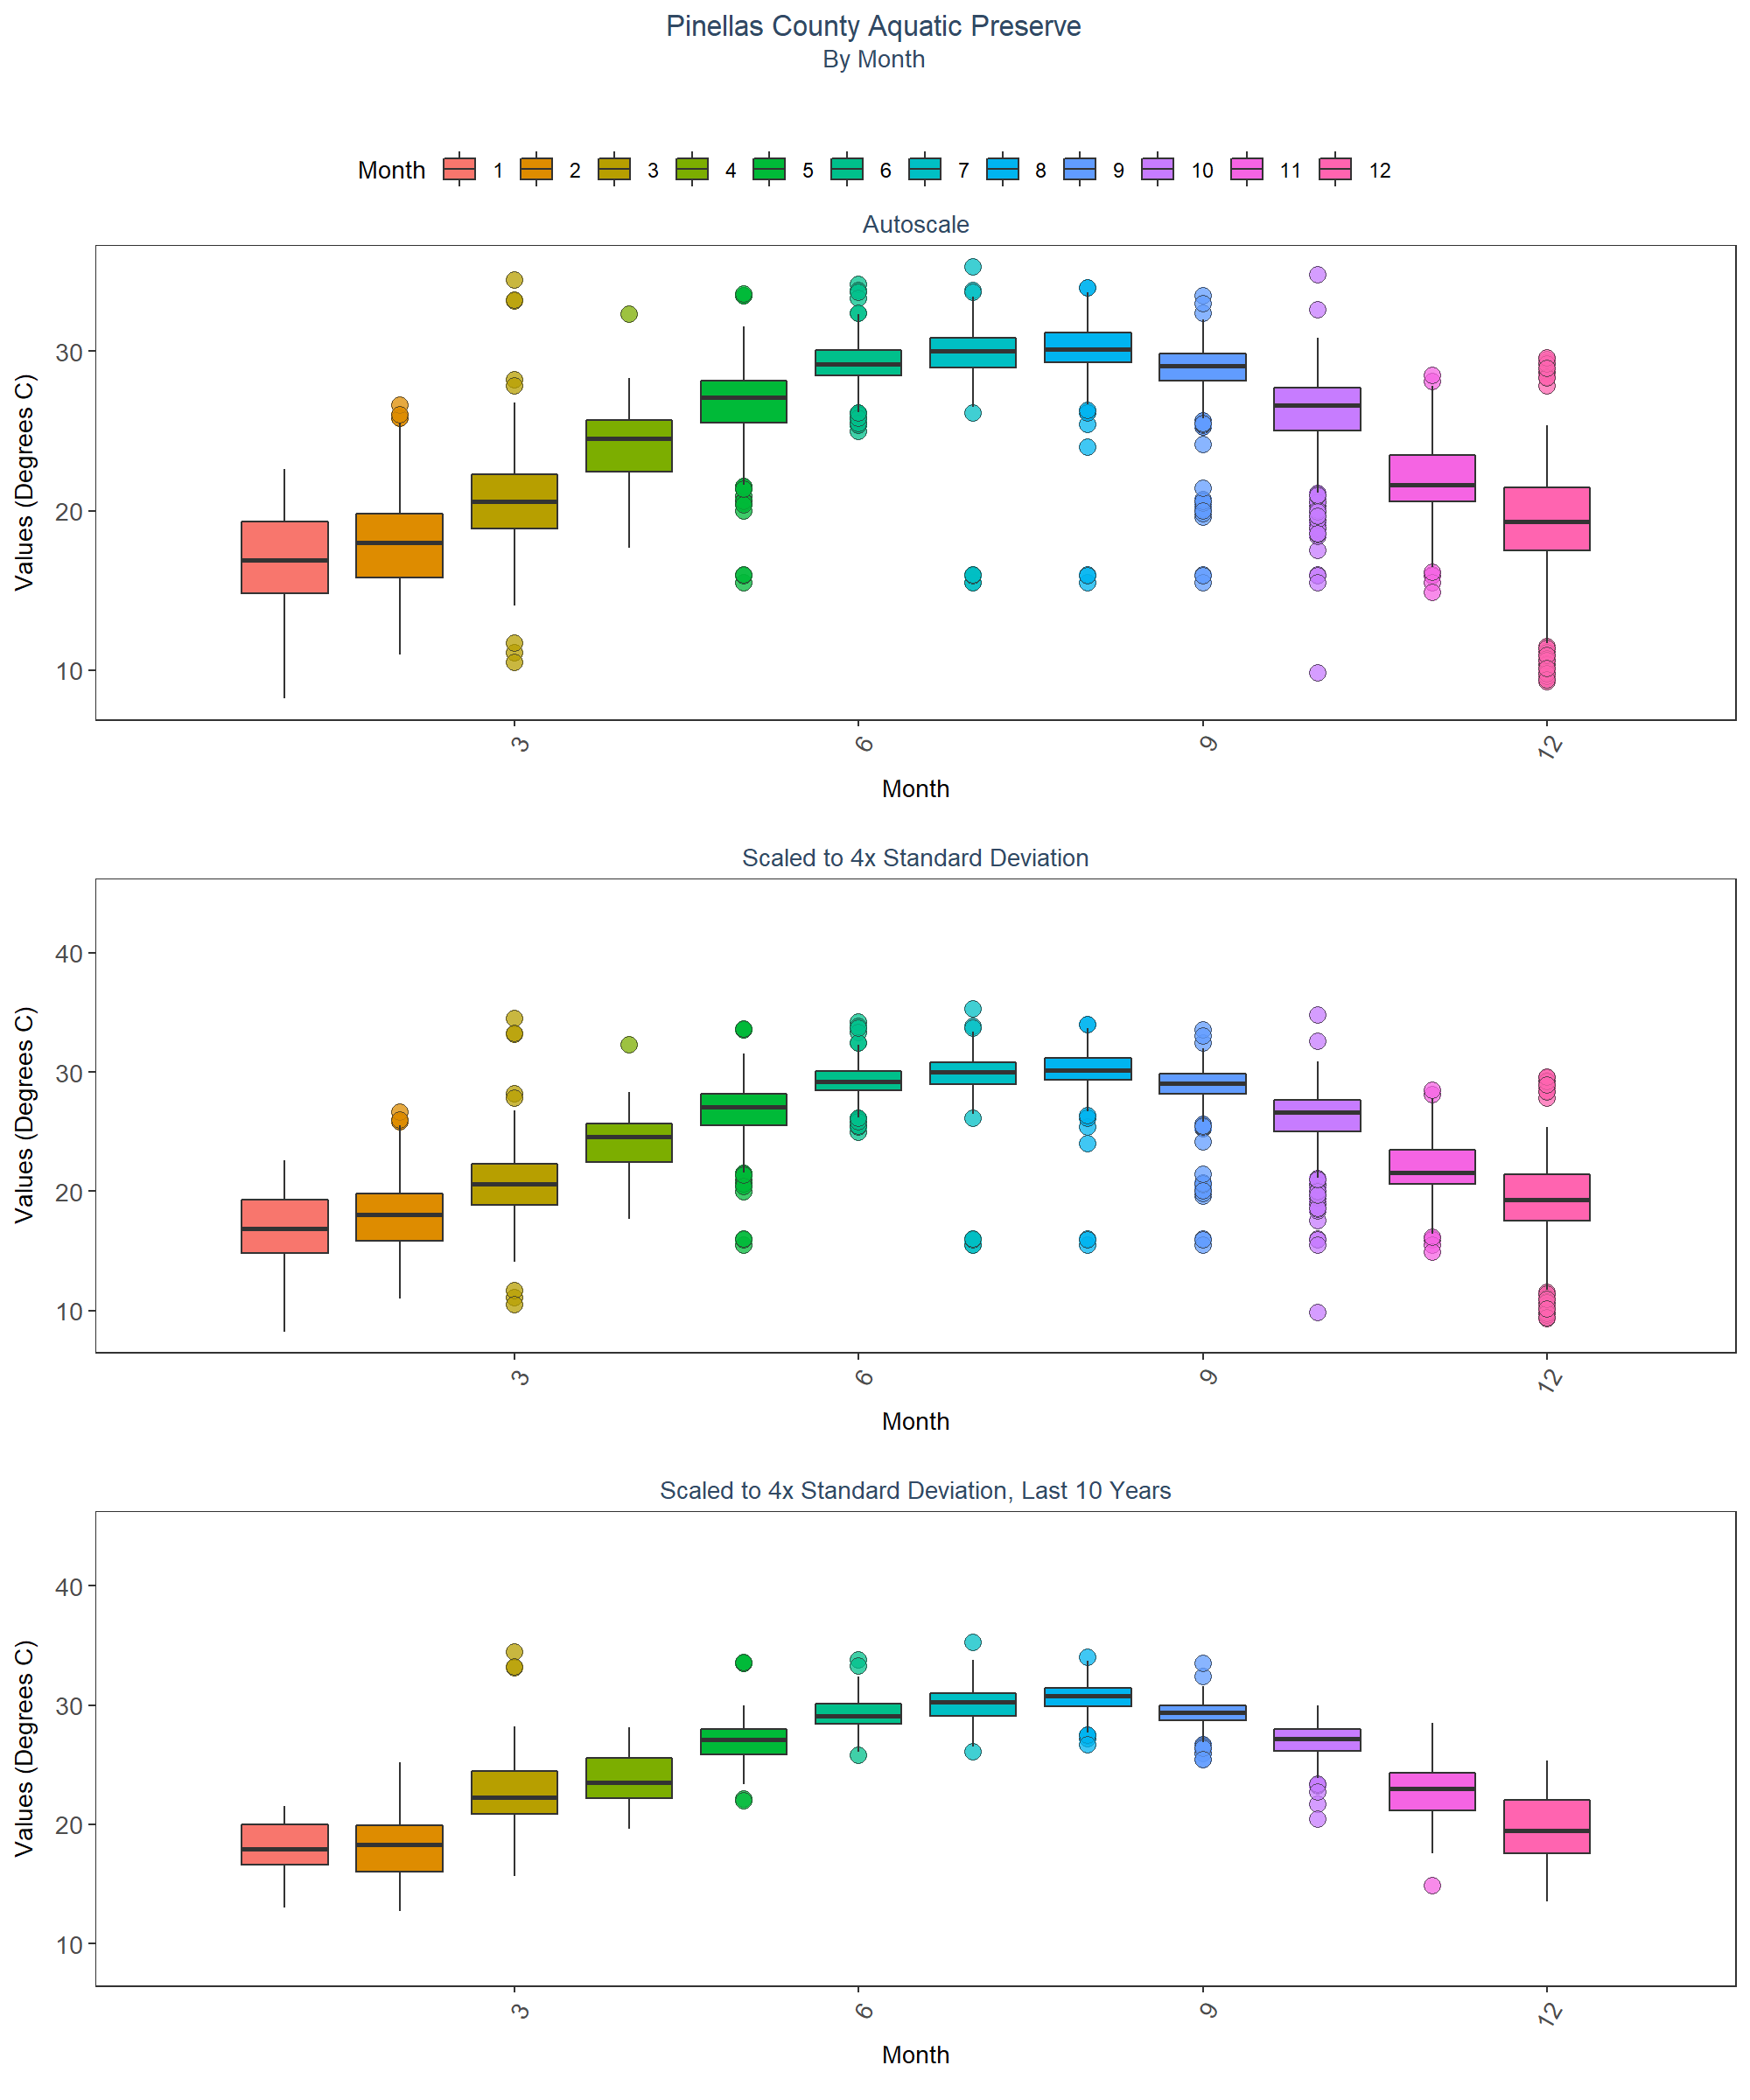 Pinellas County Aquatic Preserve
By Month
Month 1 2 3 4 5 6 7 8 9 10 11 12
Autoscale
Values (Degrees C)
30
20
10
3 6 9 12
Month
Scaled to 4x Standard Deviation
Values (Degrees C)
40
30
20
10
3 6 9 12
Month
Scaled to 4x Standard Deviation, Last 10 Years
Values (Degrees C)
40
30
20
10
3 6 9 12
Month